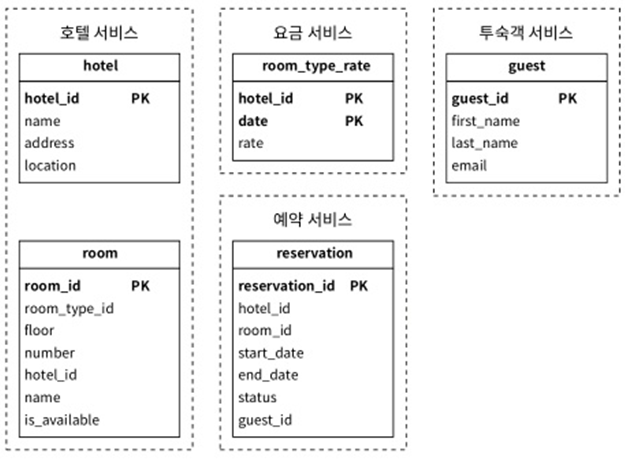 호텔 서비스
hotel
hotel_id PK
name
address
location
room
room_id PK
room_type_id
floor
number
hotel_id
name
is_available
요금 서비스
room_type_rate
hotel_id PK
date PK
rate
예약 서비스
reservation
reservation_id PK
hotel_id
room_id
start_date
end_date
status
guest_id
투숙객 서비스
guest
guest_id PK
first_name
last_name
email